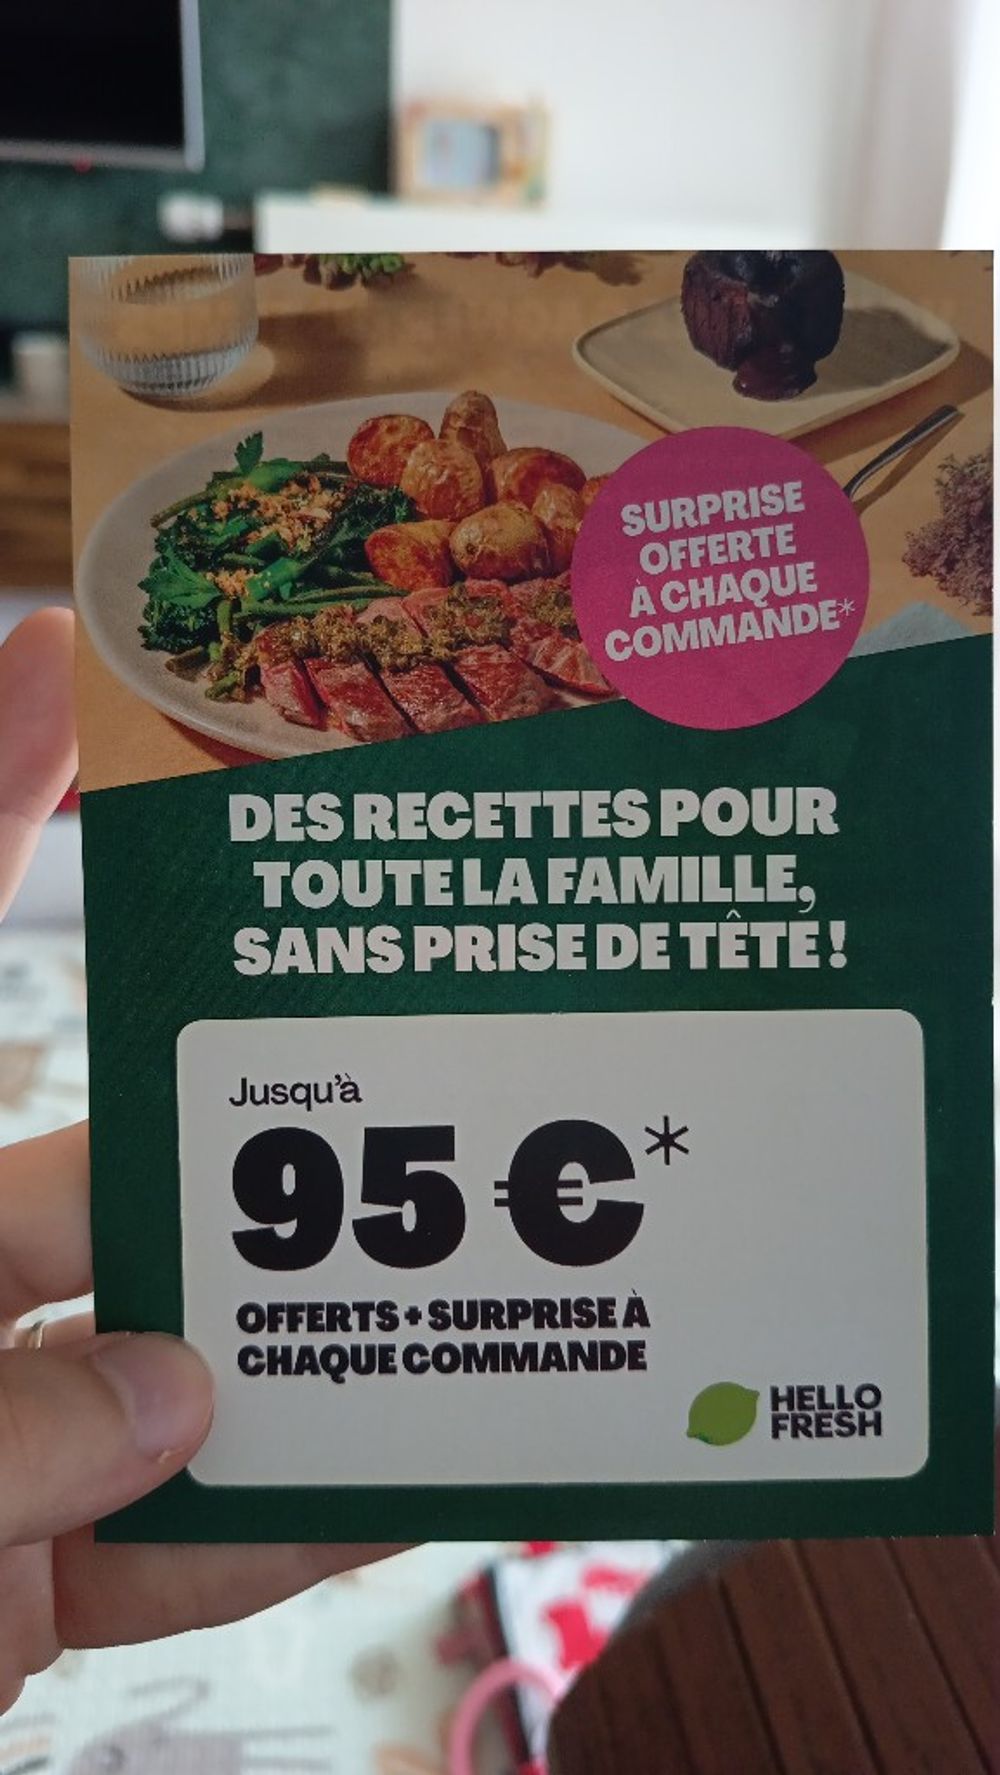 SURPRISE
OFFERTE
À CHAQUE
COMMANDE*
DES RECETTES POUR
TOUTE LA FAMILLE,
SANS PRISE DE TÊTE !
Jusqu'à
95 €*
OFFERTS + SURPRISE À
CHAQUE COMMANDE
HELLO
FRESH